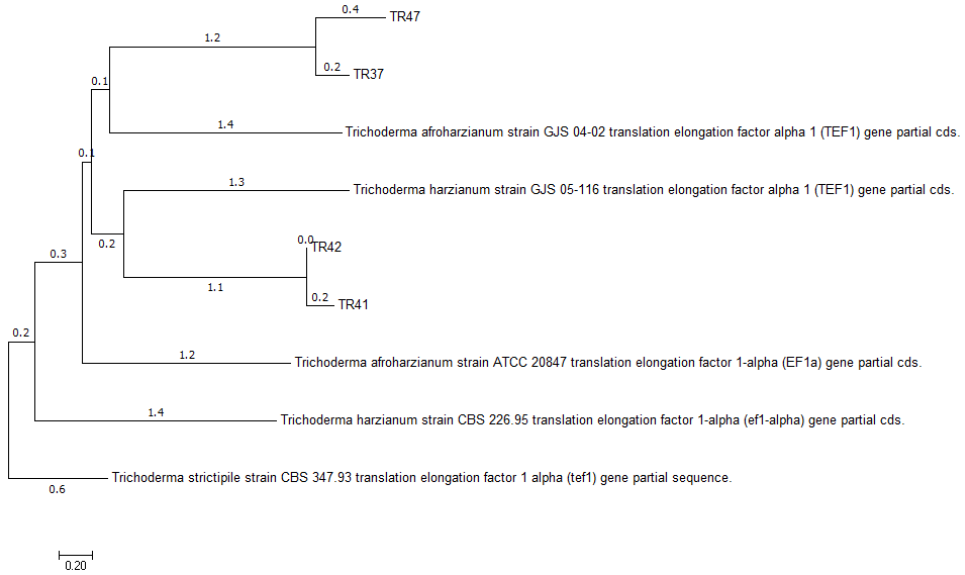 0.4
TR47
1.2
0.2 TR37
0.1
1.4
Trichoderma afroharzianum strain GJS 04-02 translation elongation factor alpha 1 (TEF1) gene partial cds.
0.1
1.3
Trichoderma harzianum strain GJS 05-116 translation elongation factor alpha 1 (TEF1) gene partial cds.
0.2
0.0
TR42
0.3
1.1
0.2 TR41
0.2
1.2
Trichoderma afroharzianum strain ATCC 20847 translation elongation factor 1-alpha (EF1a) gene partial cds.
1.4
Trichoderma harzianum strain CBS 226.95 translation elongation factor 1-alpha (ef1-alpha) gene partial cds.
Trichoderma strictipile strain CBS 347.93 translation elongation factor 1 alpha (tef1) gene partial sequence.
0.6
0.20